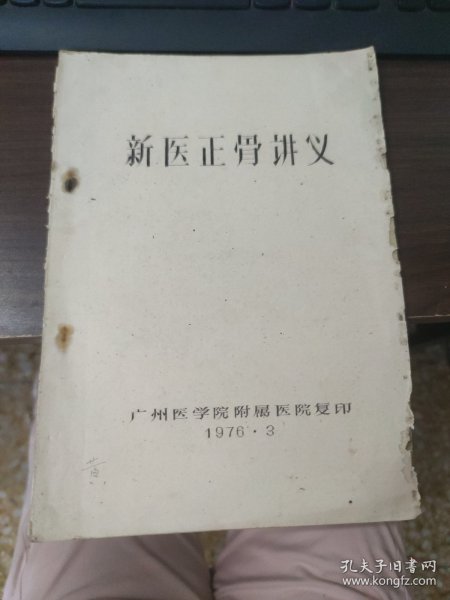 新医正骨讲义
广州医学院附属医院复印
1976·3
黄
孔夫子旧书网
www.kongfz.com